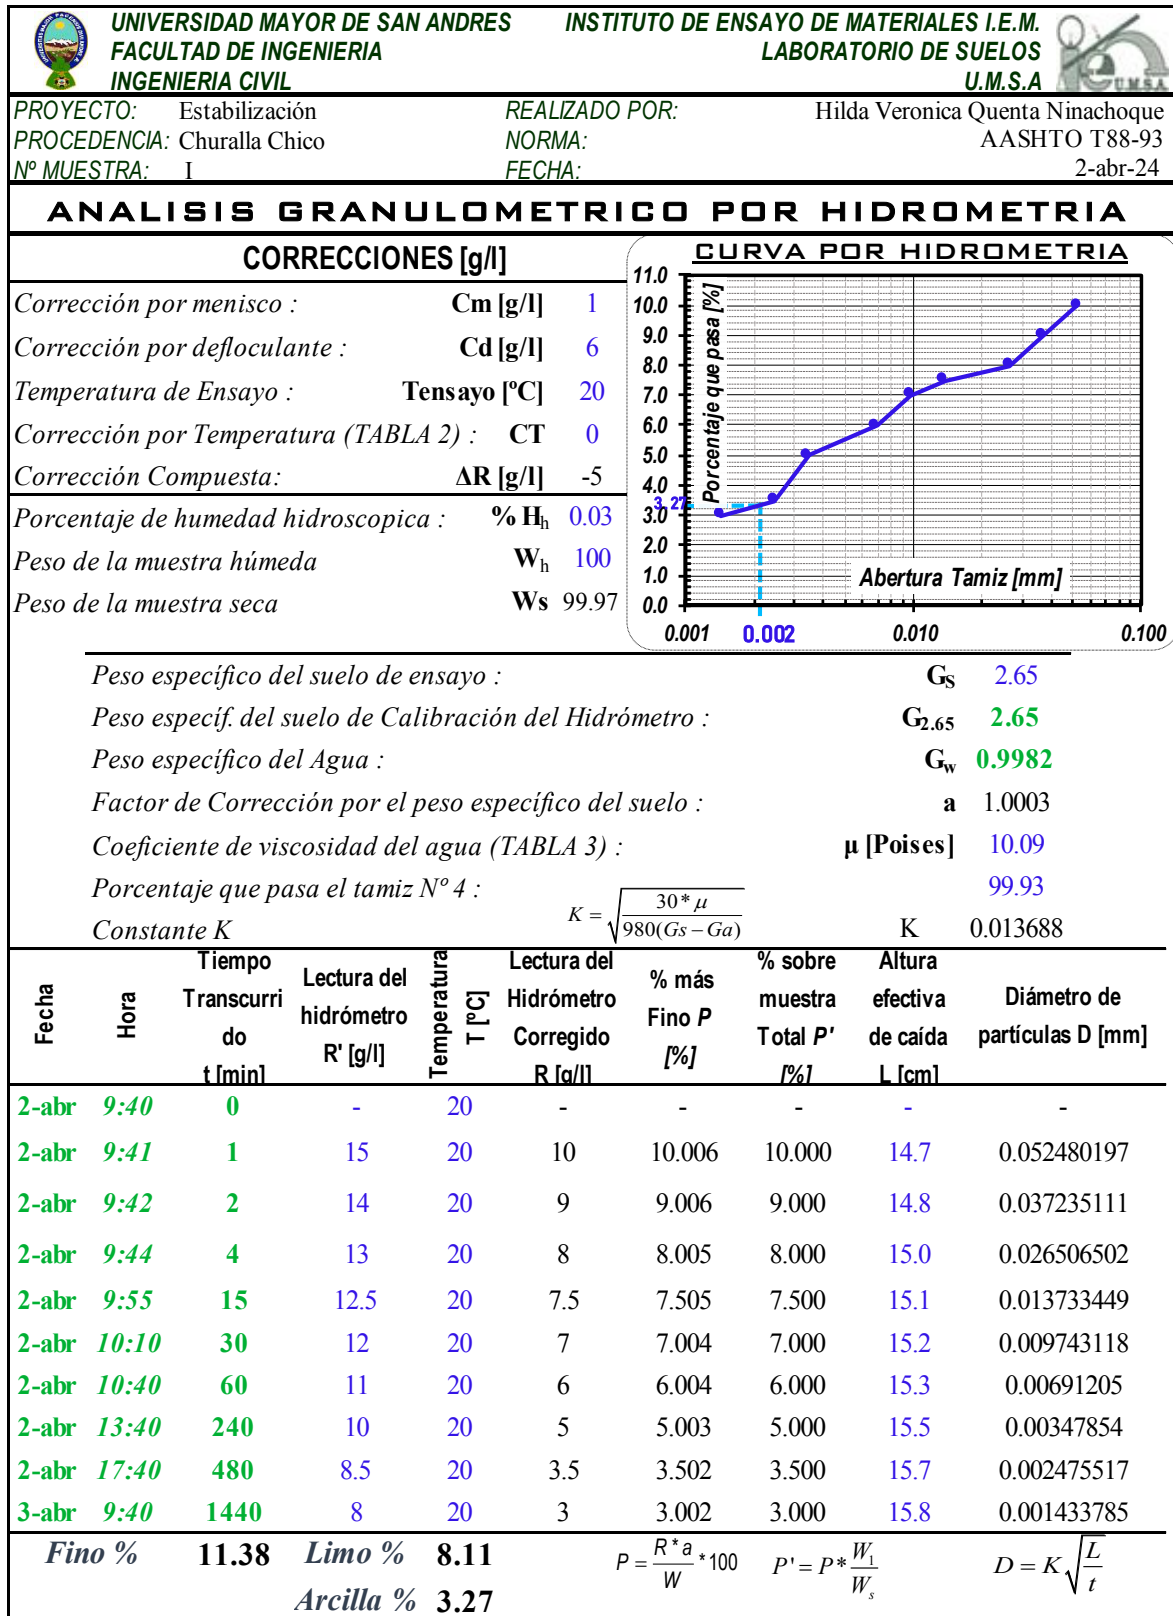 UNIVERSIDAD MAYOR DE SAN ANDRES INSTITUTO DE ENSAYO DE MATERIALES I.E.M.
FACULTAD DE INGENIERIA LABORATORIO DE SUELOS
INGENIERIA CIVIL U.M.S.A
U.M.S.A.
PROYECTO: Estabilización REALIZADO POR: Hilda Veronica Quenta Ninachoque
PROCEDENCIA: Churalla Chico NORMA: AASHTO T88-93
Nº MUESTRA: I FECHA: 2-abr-24
ANALISIS GRANULOMETRICO POR HIDROMETRIA
CORRECCIONES [g/l]
Corrección por menisco : Cm [g/l] 1
Corrección por defloculante : Cd [g/l] 6
Temperatura de Ensayo : Tensayo [ºC] 20
Corrección por Temperatura (TABLA 2) : CT 0
Corrección Compuesta: ΔR [g/l] -5
Porcentaje de humedad hidroscopica : % Hh 0.03
Peso de la muestra húmeda Wh 100
Peso de la muestra seca Ws 99.97
CURVA POR HIDROMETRIA
11.0
10.0
9.0
8.0
7.0
6.0
5.0
4.0
3.27
3.0
2.0
1.0
0.0
Porcentaje que pasa [%]
Abertura Tamiz [mm]
0.001 0.002 0.010 0.100
Peso específico del suelo de ensayo : GS 2.65
Peso específ. del suelo de Calibración del Hidrómetro : G2.65 2.65
Peso específico del Agua : Gw 0.9982
Factor de Corrección por el peso específico del suelo : a 1.0003
Coeficiente de viscosidad del agua (TABLA 3) : µ [Poises] 10.09
Porcentaje que pasa el tamiz Nº 4 : 99.93
Constante K K = √(30*µ / 980(Gs − Ga)) K 0.013688
Fecha Hora Tiempo Transcurrido t [min] Lectura del hidrómetro R' [g/l] Temperatura T [ºC] Lectura del Hidrómetro Corregido R [g/l] % más Fino P [%] % sobre muestra Total P' [%] Altura efectiva de caída L [cm] Diámetro de partículas D [mm]
2-abr 9:40 0 - 20 - - - - -
2-abr 9:41 1 15 20 10 10.006 10.000 14.7 0.052480197
2-abr 9:42 2 14 20 9 9.006 9.000 14.8 0.037235111
2-abr 9:44 4 13 20 8 8.005 8.000 15.0 0.026506502
2-abr 9:55 15 12.5 20 7.5 7.505 7.500 15.1 0.013733449
2-abr 10:10 30 12 20 7 7.004 7.000 15.2 0.009743118
2-abr 10:40 60 11 20 6 6.004 6.000 15.3 0.00691205
2-abr 13:40 240 10 20 5 5.003 5.000 15.5 0.00347854
2-abr 17:40 480 8.5 20 3.5 3.502 3.500 15.7 0.002475517
3-abr 9:40 1440 8 20 3 3.002 3.000 15.8 0.001433785
Fino % 11.38 Limo % 8.11 P = R*a / W * 100 P' = P * W1 / Ws D = K √(L / t)
Arcilla % 3.27